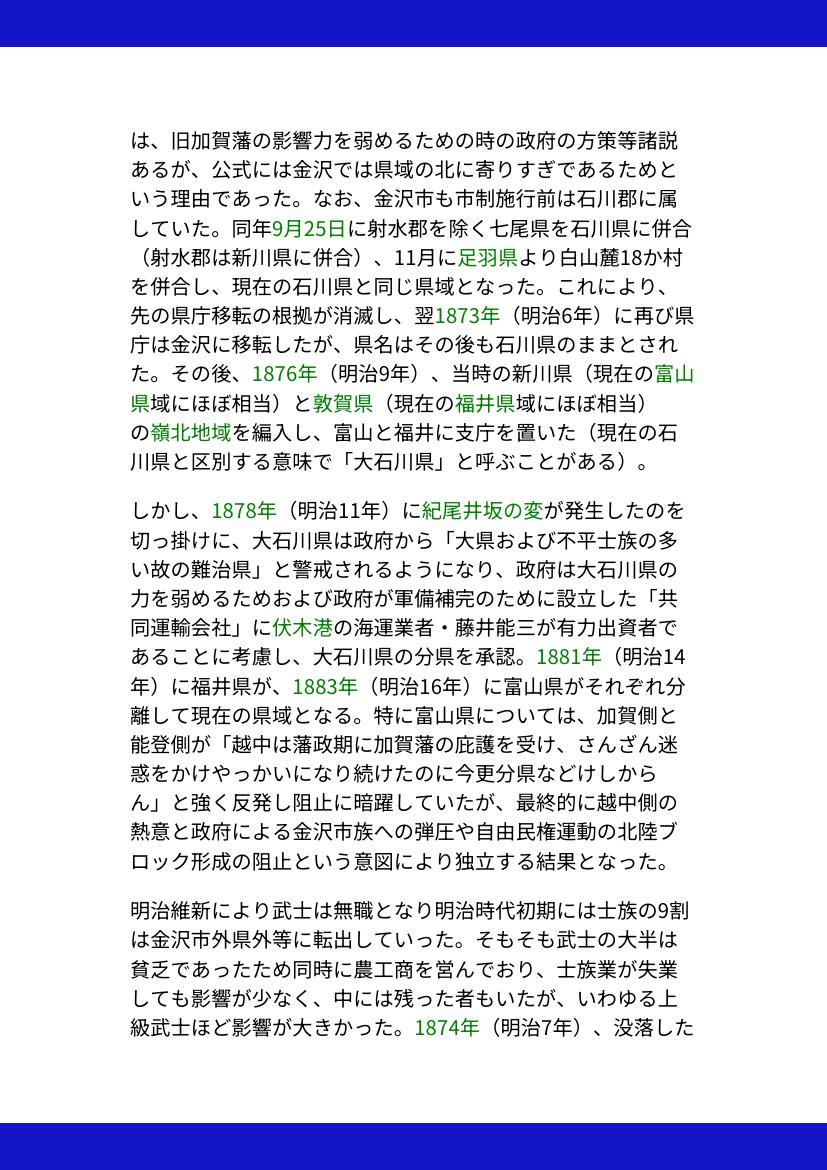 は、旧加賀藩の影響力を弱めるための時の政府の方策等諸説
あるが、公式には金沢では県域の北に寄りすぎであるためと
いう理由であった。なお、金沢市も市制施行前は石川郡に属
していた。同年9月25日に射水郡を除く七尾県を石川県に併合
（射水郡は新川県に併合）、11月に足羽県より白山麓18か村
を併合し、現在の石川県と同じ県域となった。これにより、
先の県庁移転の根拠が消滅し、翌1873年（明治6年）に再び県
庁は金沢に移転したが、県名はその後も石川県のままとされ
た。その後、1876年（明治9年）、当時の新川県（現在の富山
県域にほぼ相当）と敦賀県（現在の福井県域にほぼ相当）
の嶺北地域を編入し、富山と福井に支庁を置いた（現在の石
川県と区別する意味で「大石川県」と呼ぶことがある）。
しかし、1878年（明治11年）に紀尾井坂の変が発生したのを
切っ掛けに、大石川県は政府から「大県および不平士族の多
い故の難治県」と警戒されるようになり、政府は大石川県の
力を弱めるためおよび政府が軍備補完のために設立した「共
同運輸会社」に伏木港の海運業者・藤井能三が有力出資者で
あることに考慮し、大石川県の分県を承認。1881年（明治14
年）に福井県が、1883年（明治16年）に富山県がそれぞれ分
離して現在の県域となる。特に富山県については、加賀側と
能登側が「越中は藩政期に加賀藩の庇護を受け、さんざん迷
惑をかけやっかいになり続けたのに今更分県などけしから
ん」と強く反発し阻止に暗躍していたが、最終的に越中側の
熱意と政府による金沢市族への弾圧や自由民権運動の北陸ブ
ロック形成の阻止という意図により独立する結果となった。
明治維新により武士は無職となり明治時代初期には士族の9割
は金沢市外県外等に転出していった。そもそも武士の大半は
貧乏であったため同時に農工商を営んでおり、士族業が失業
しても影響が少なく、中には残った者もいたが、いわゆる上
級武士ほど影響が大きかった。1874年（明治7年）、没落した